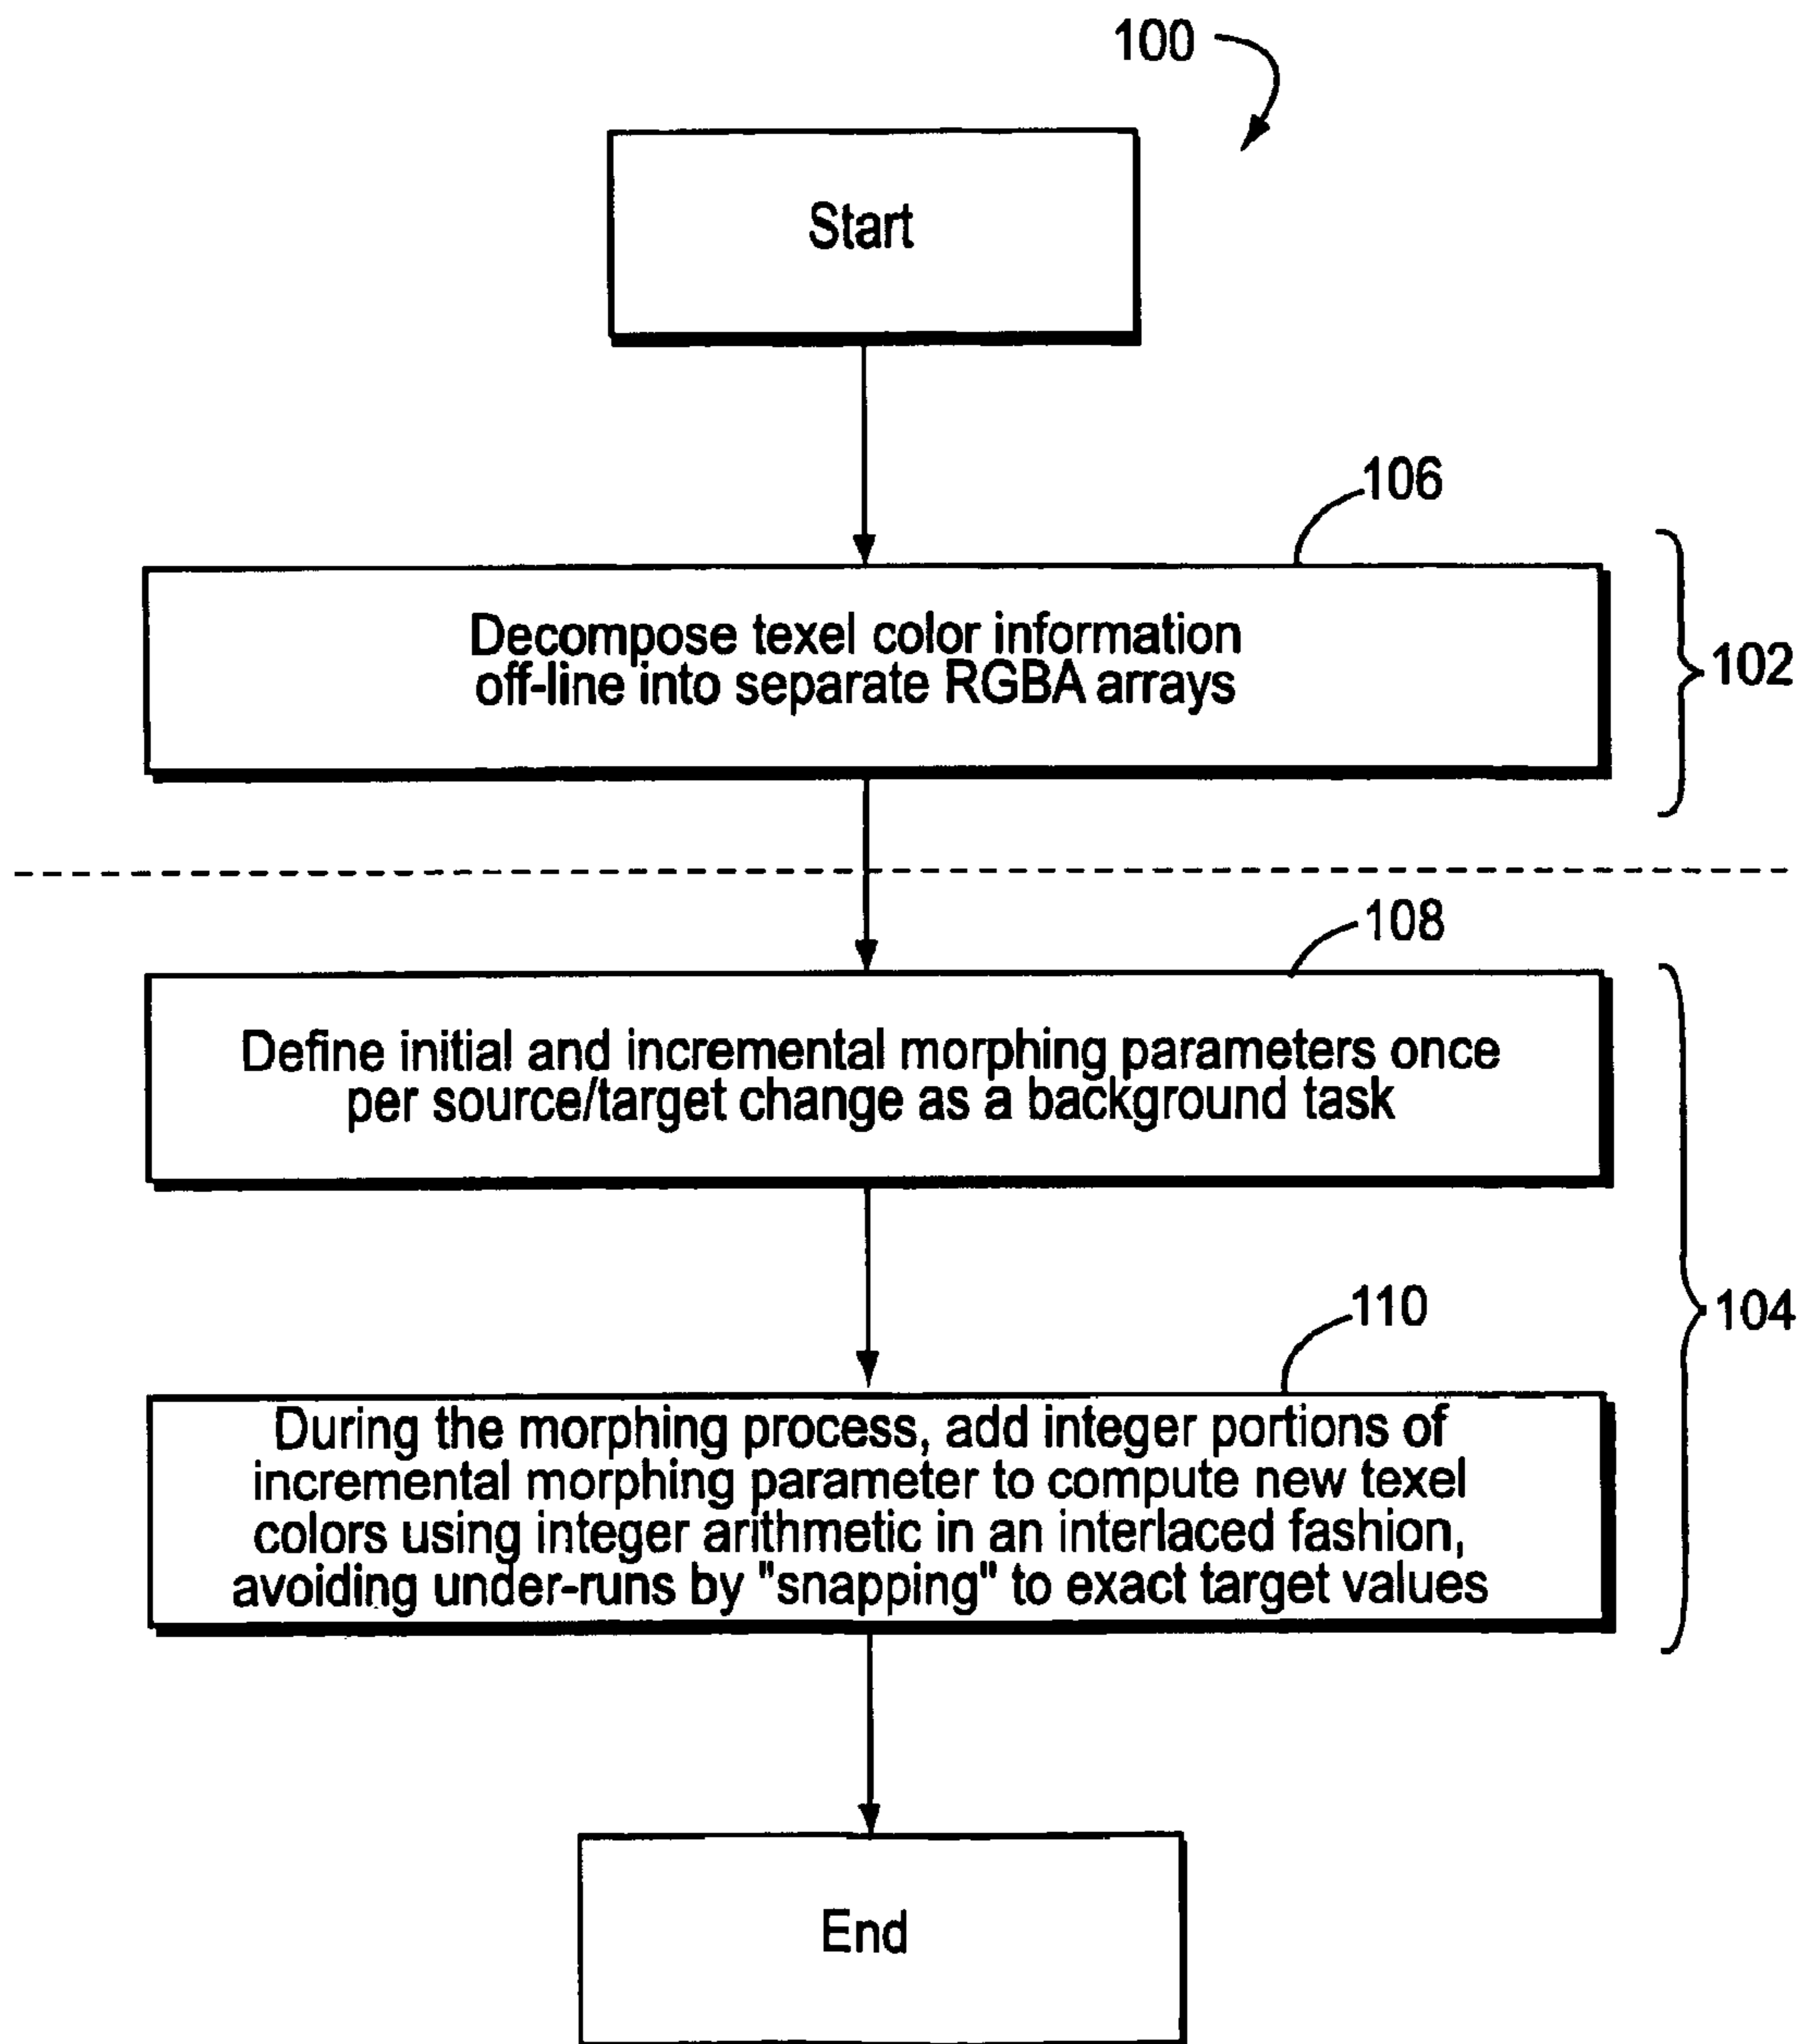 100
Start
106
Decompose texel color information
off-line into separate RGBA arrays
102
108
Define initial and incremental morphing parameters once
per source/target change as a background task
104
110
During the morphing process, add integer portions of
incremental morphing parameter to compute new texel
colors using integer arithmetic in an interlaced fashion,
avoiding under-runs by "snapping" to exact target values
End